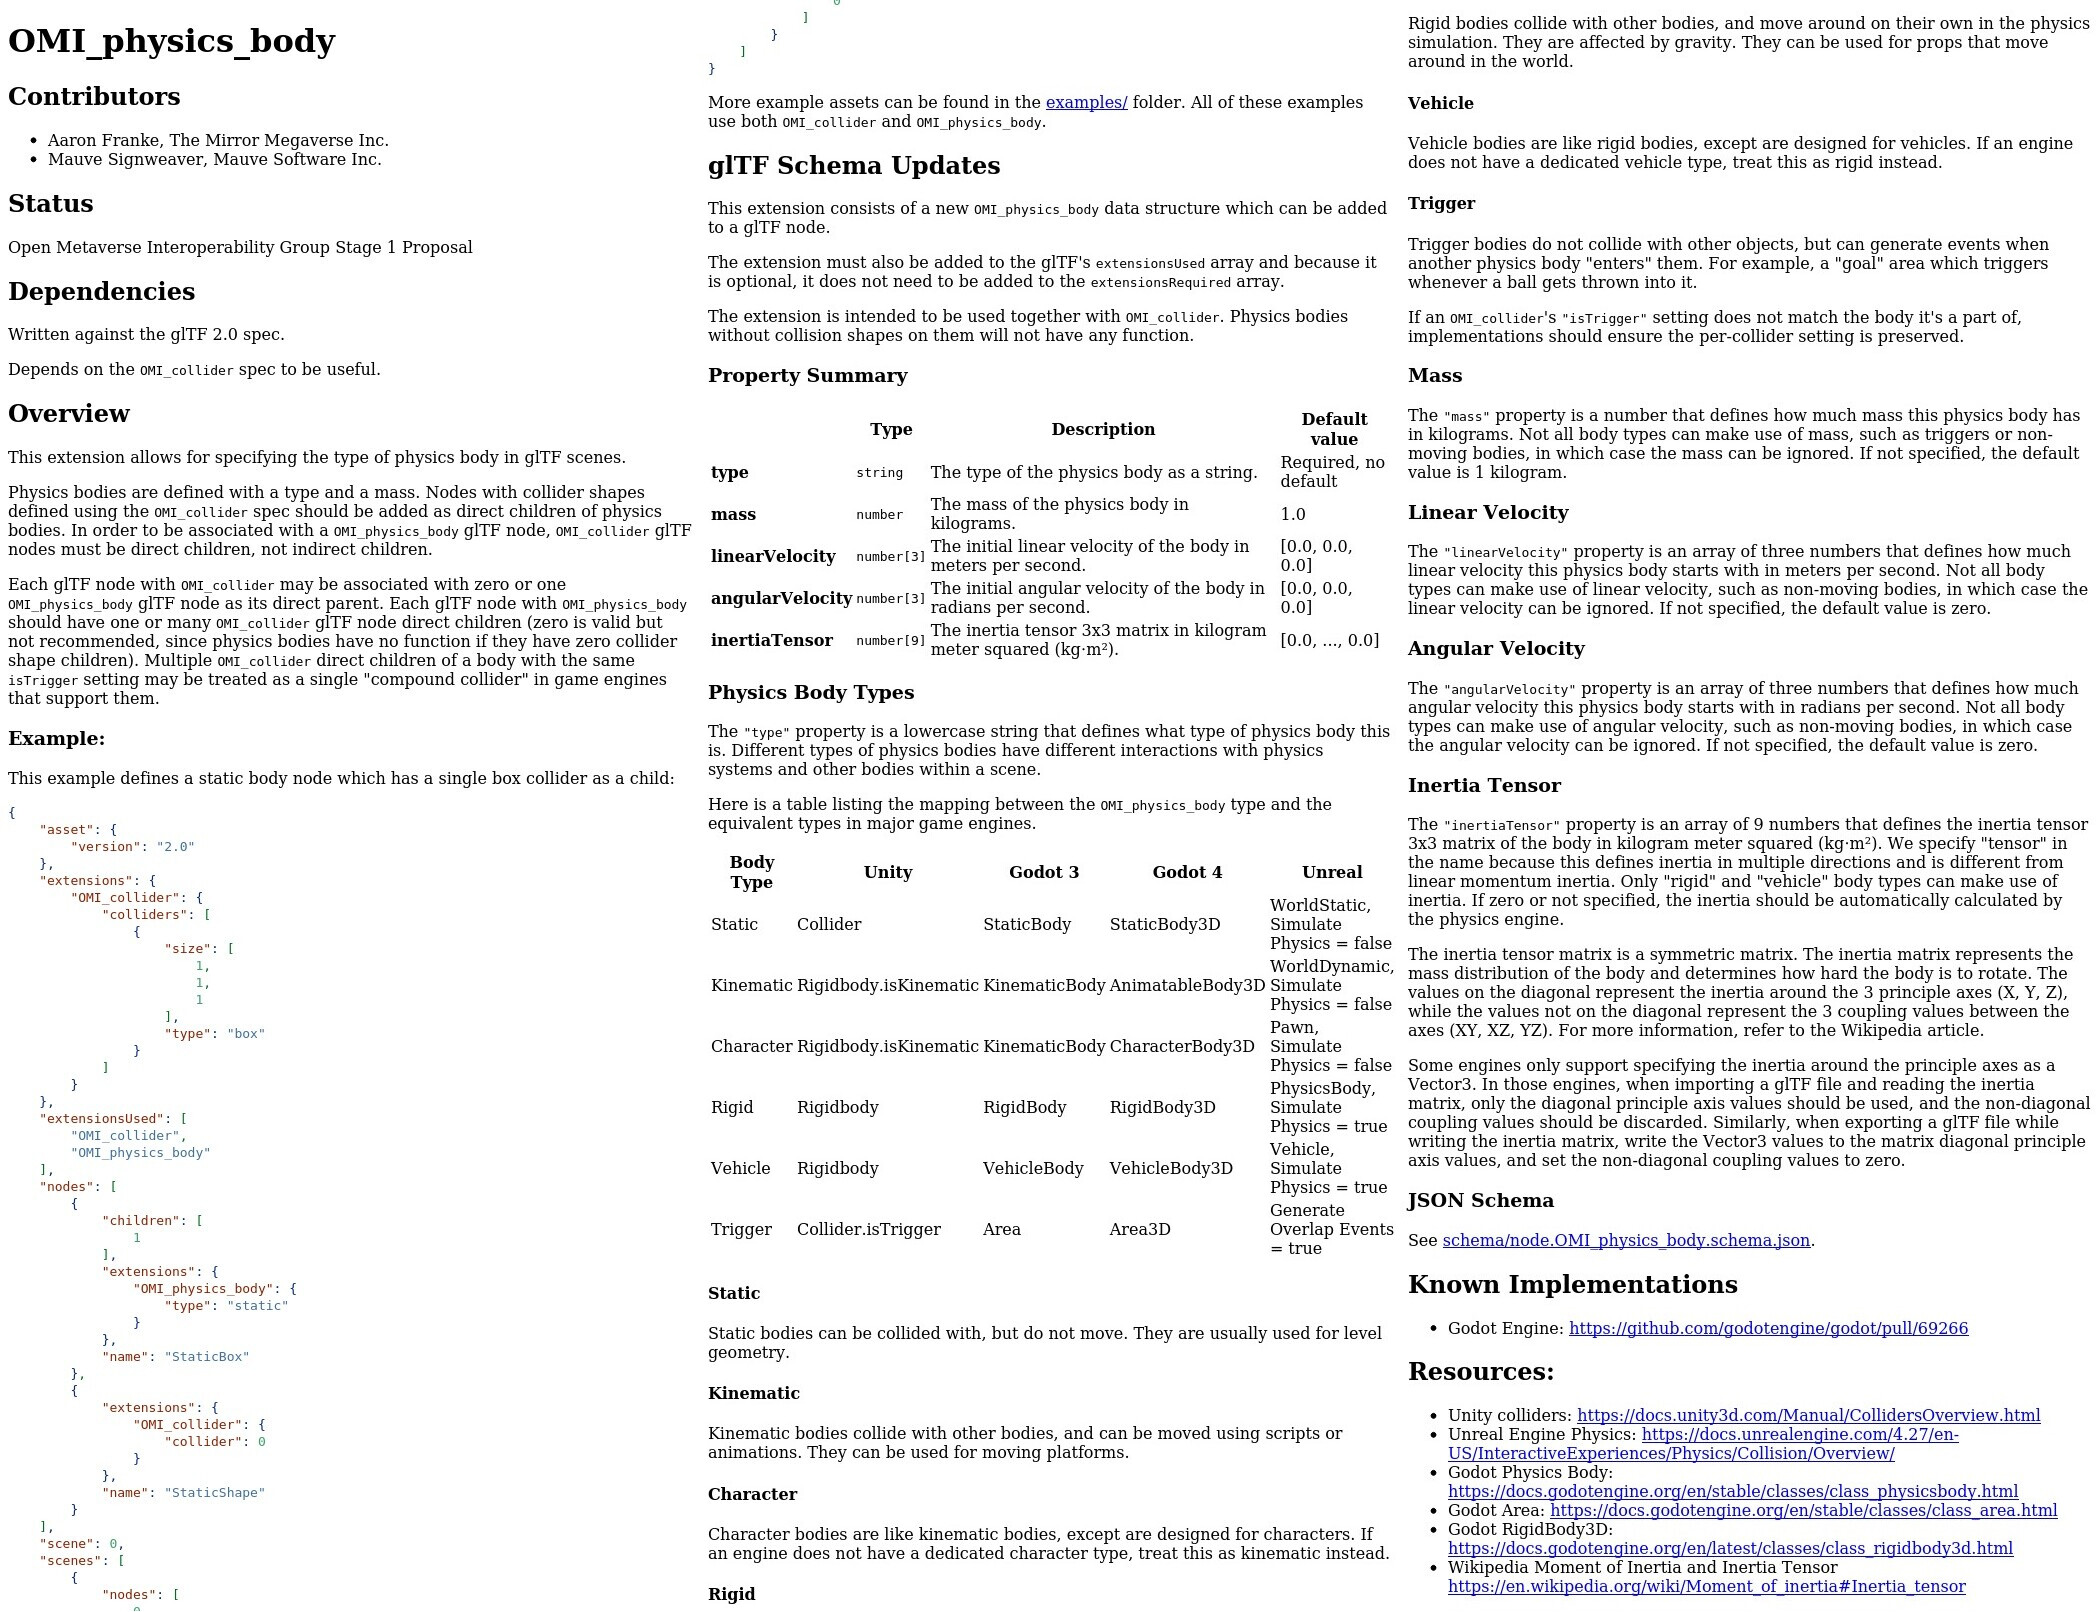 OMI_physics_body
Contributors
• Aaron Franke, The Mirror Megaverse Inc.
• Mauve Signweaver, Mauve Software Inc.
Status
Open Metaverse Interoperability Group Stage 1 Proposal
Dependencies
Written against the glTF 2.0 spec.
Depends on the OMI_collider spec to be useful.
Overview
This extension allows for specifying the type of physics body in glTF scenes.
Physics bodies are defined with a type and a mass. Nodes with collider shapes
defined using the OMI_collider spec should be added as direct children of physics
bodies. In order to be associated with a OMI_physics_body glTF node, OMI_collider glTF
nodes must be direct children, not indirect children.
Each glTF node with OMI_collider may be associated with zero or one
OMI_physics_body glTF node as its direct parent. Each glTF node with OMI_physics_body
should have one or many OMI_collider glTF node direct children (zero is valid but
not recommended, since physics bodies have no function if they have zero collider
shape children). Multiple OMI_collider direct children of a body with the same
isTrigger setting may be treated as a single "compound collider" in game engines
that support them.
Example:
This example defines a static body node which has a single box collider as a child:
{
    "asset": {
        "version": "2.0"
    },
    "extensions": {
        "OMI_collider": {
            "colliders": [
                {
                    "size": [
                        1,
                        1,
                        1
                    ],
                    "type": "box"
                }
            ]
        }
    },
    "extensionsUsed": [
        "OMI_collider",
        "OMI_physics_body"
    ],
    "nodes": [
        {
            "children": [
                1
            ],
            "extensions": {
                "OMI_physics_body": {
                    "type": "static"
                }
            },
            "name": "StaticBox"
        },
        {
            "extensions": {
                "OMI_collider": {
                    "collider": 0
                }
            },
            "name": "StaticShape"
        }
    ],
    "scene": 0,
    "scenes": [
        {
            "nodes": [
                0
            ]
        }
    ]
}
More example assets can be found in the examples/ folder. All of these examples
use both OMI_collider and OMI_physics_body.
glTF Schema Updates
This extension consists of a new OMI_physics_body data structure which can be added
to a glTF node.
The extension must also be added to the glTF's extensionsUsed array and because it
is optional, it does not need to be added to the extensionsRequired array.
The extension is intended to be used together with OMI_collider. Physics bodies
without collision shapes on them will not have any function.
Property Summary
Type Description Default value
type string The type of the physics body as a string. Required, no default
mass number The mass of the physics body in kilograms. 1.0
linearVelocity number[3] The initial linear velocity of the body in meters per second. [0.0, 0.0, 0.0]
angularVelocity number[3] The initial angular velocity of the body in radians per second. [0.0, 0.0, 0.0]
inertiaTensor number[9] The inertia tensor 3x3 matrix in kilogram meter squared (kg·m²). [0.0, ..., 0.0]
Physics Body Types
The "type" property is a lowercase string that defines what type of physics body this
is. Different types of physics bodies have different interactions with physics
systems and other bodies within a scene.
Here is a table listing the mapping between the OMI_physics_body type and the
equivalent types in major game engines.
Body Type Unity Godot 3 Godot 4 Unreal
Static Collider StaticBody StaticBody3D WorldStatic, Simulate Physics = false
Kinematic Rigidbody.isKinematic KinematicBody AnimatableBody3D WorldDynamic, Simulate Physics = false
Character Rigidbody.isKinematic KinematicBody CharacterBody3D Pawn, Simulate Physics = false
Rigid Rigidbody RigidBody RigidBody3D PhysicsBody, Simulate Physics = true
Vehicle Rigidbody VehicleBody VehicleBody3D Vehicle, Simulate Physics = true
Trigger Collider.isTrigger Area Area3D Generate Overlap Events = true
Static
Static bodies can be collided with, but do not move. They are usually used for level
geometry.
Kinematic
Kinematic bodies collide with other bodies, and can be moved using scripts or
animations. They can be used for moving platforms.
Character
Character bodies are like kinematic bodies, except are designed for characters. If
an engine does not have a dedicated character type, treat this as kinematic instead.
Rigid
Rigid bodies collide with other bodies, and move around on their own in the physics
simulation. They are affected by gravity. They can be used for props that move
around in the world.
Vehicle
Vehicle bodies are like rigid bodies, except are designed for vehicles. If an engine
does not have a dedicated vehicle type, treat this as rigid instead.
Trigger
Trigger bodies do not collide with other objects, but can generate events when
another physics body "enters" them. For example, a "goal" area which triggers
whenever a ball gets thrown into it.
If an OMI_collider's "isTrigger" setting does not match the body it's a part of,
implementations should ensure the per-collider setting is preserved.
Mass
The "mass" property is a number that defines how much mass this physics body has
in kilograms. Not all body types can make use of mass, such as triggers or non-
moving bodies, in which case the mass can be ignored. If not specified, the default
value is 1 kilogram.
Linear Velocity
The "linearVelocity" property is an array of three numbers that defines how much
linear velocity this physics body starts with in meters per second. Not all body
types can make use of linear velocity, such as non-moving bodies, in which case the
linear velocity can be ignored. If not specified, the default value is zero.
Angular Velocity
The "angularVelocity" property is an array of three numbers that defines how much
angular velocity this physics body starts with in radians per second. Not all body
types can make use of angular velocity, such as non-moving bodies, in which case
the angular velocity can be ignored. If not specified, the default value is zero.
Inertia Tensor
The "inertiaTensor" property is an array of 9 numbers that defines the inertia tensor
3x3 matrix of the body in kilogram meter squared (kg·m²). We specify "tensor" in
the name because this defines inertia in multiple directions and is different from
linear momentum inertia. Only "rigid" and "vehicle" body types can make use of
inertia. If zero or not specified, the inertia should be automatically calculated by
the physics engine.
The inertia tensor matrix is a symmetric matrix. The inertia matrix represents the
mass distribution of the body and determines how hard the body is to rotate. The
values on the diagonal represent the inertia around the 3 principle axes (X, Y, Z),
while the values not on the diagonal represent the 3 coupling values between the
axes (XY, XZ, YZ). For more information, refer to the Wikipedia article.
Some engines only support specifying the inertia around the principle axes as a
Vector3. In those engines, when importing a glTF file and reading the inertia
matrix, only the diagonal principle axis values should be used, and the non-diagonal
coupling values should be discarded. Similarly, when exporting a glTF file while
writing the inertia matrix, write the Vector3 values to the matrix diagonal principle
axis values, and set the non-diagonal coupling values to zero.
JSON Schema
See schema/node.OMI_physics_body.schema.json.
Known Implementations
• Godot Engine: https://github.com/godotengine/godot/pull/69266
Resources:
• Unity colliders: https://docs.unity3d.com/Manual/CollidersOverview.html
• Unreal Engine Physics: https://docs.unrealengine.com/4.27/en-
US/InteractiveExperiences/Physics/Collision/Overview/
• Godot Physics Body:
https://docs.godotengine.org/en/stable/classes/class_physicsbody.html
• Godot Area: https://docs.godotengine.org/en/stable/classes/class_area.html
• Godot RigidBody3D:
https://docs.godotengine.org/en/latest/classes/class_rigidbody3d.html
• Wikipedia Moment of Inertia and Inertia Tensor
https://en.wikipedia.org/wiki/Moment_of_inertia#Inertia_tensor